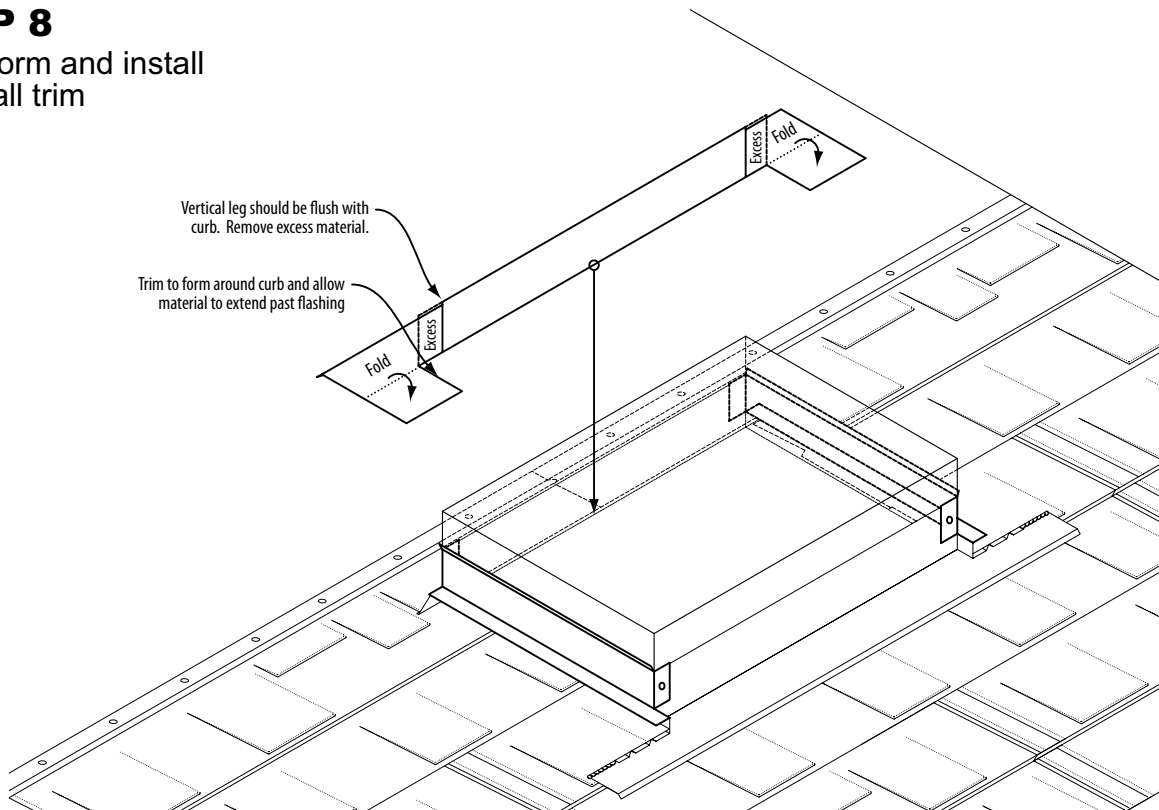 P 8
orm and install
all trim
Excess
Fold
Vertical leg should be flush with
curb. Remove excess material.
Trim to form around curb and allow
material to extend past flashing
Excess
Fold